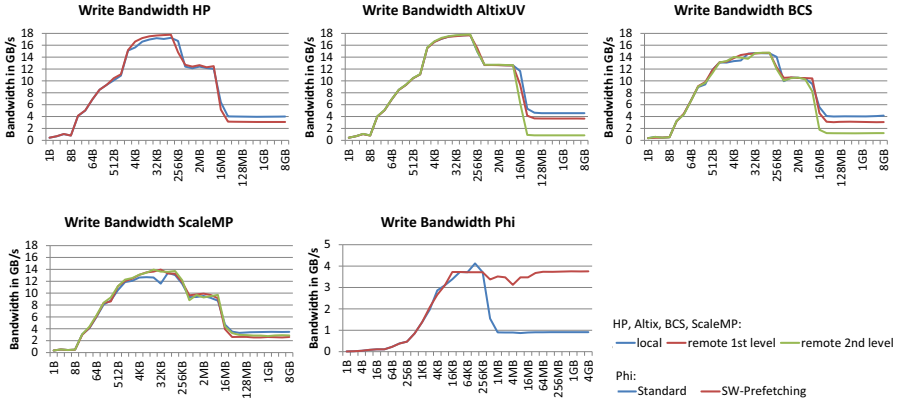 Write Bandwidth HP
Bandwidth in GB/s
18
16
14
12
10
8
6
4
2
0
1B
8B
64B
512B
4KB
32KB
256KB
2MB
16MB
128MB
1GB
8GB
Write Bandwidth AltixUV
Bandwidth in GB/s
18
16
14
12
10
8
6
4
2
0
1B
8B
64B
512B
4KB
32KB
256KB
2MB
16MB
128MB
1GB
8GB
Write Bandwidth BCS
Bandwidth in GB/s
18
16
14
12
10
8
6
4
2
0
1B
8B
64B
512B
4KB
32KB
256KB
2MB
16MB
128MB
1GB
8GB
Write Bandwidth ScaleMP
Bandwidth in GB/s
18
16
14
12
10
8
6
4
2
0
1B
8B
64B
512B
4KB
32KB
256KB
2MB
16MB
128MB
1GB
8GB
Write Bandwidth Phi
Bandwidth in GB/s
5
4
3
2
1
0
1B
4B
16B
64B
256B
1KB
4KB
16KB
64KB
256KB
1MB
4MB
16MB
64MB
256MB
1GB
4GB
HP, Altix, BCS, ScaleMP:
local remote 1st level remote 2nd level
Phi:
Standard SW-Prefetching